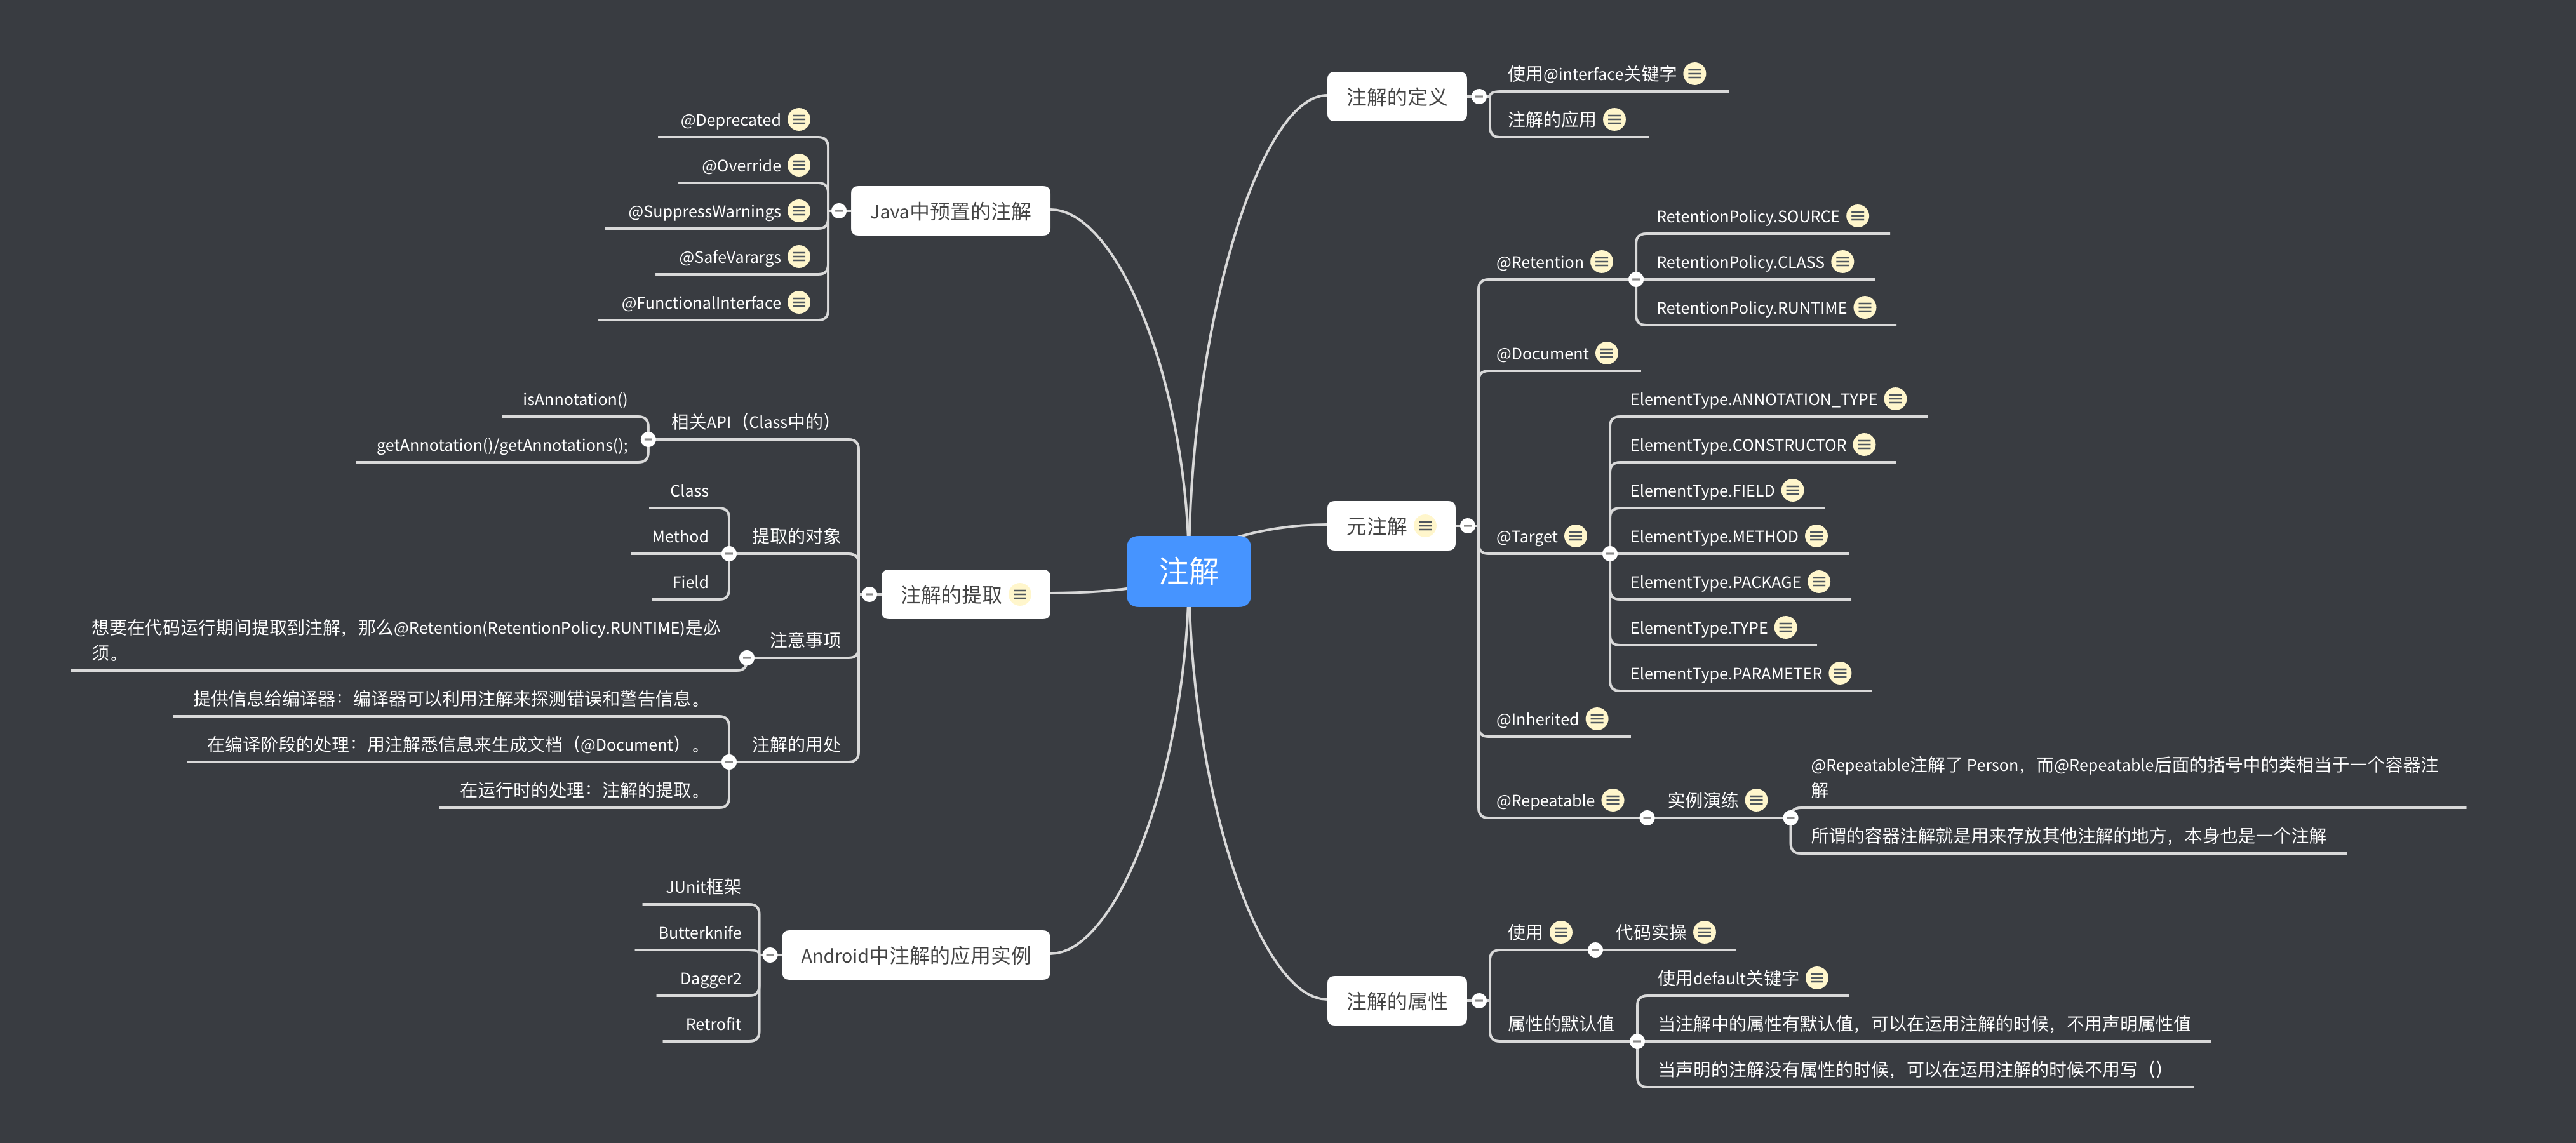 注解
注解的定义
使用@interface关键字
注解的应用
元注解
@Retention
RetentionPolicy.SOURCE
RetentionPolicy.CLASS
RetentionPolicy.RUNTIME
@Document
@Target
ElementType.ANNOTATION_TYPE
ElementType.CONSTRUCTOR
ElementType.FIELD
ElementType.METHOD
ElementType.PACKAGE
ElementType.TYPE
ElementType.PARAMETER
@Inherited
@Repeatable
实例演练
@Repeatable注解了 Person，而@Repeatable后面的括号中的类相当于一个容器注
解
所谓的容器注解就是用来存放其他注解的地方，本身也是一个注解
注解的属性
使用
代码实操
属性的默认值
使用default关键字
当注解中的属性有默认值，可以在运用注解的时候，不用声明属性值
当声明的注解没有属性的时候，可以在运用注解的时候不用写（）
Java中预置的注解
@Deprecated
@Override
@SuppressWarnings
@SafeVarargs
@FunctionalInterface
注解的提取
相关API（Class中的）
isAnnotation()
getAnnotation()/getAnnotations();
提取的对象
Class
Method
Field
注意事项
想要在代码运行期间提取到注解，那么@Retention(RetentionPolicy.RUNTIME)是必
须。
注解的用处
提供信息给编译器：编译器可以利用注解来探测错误和警告信息。
在编译阶段的处理：用注解悉信息来生成文档（@Document）。
在运行时的处理：注解的提取。
Android中注解的应用实例
JUnit框架
Butterknife
Dagger2
Retrofit